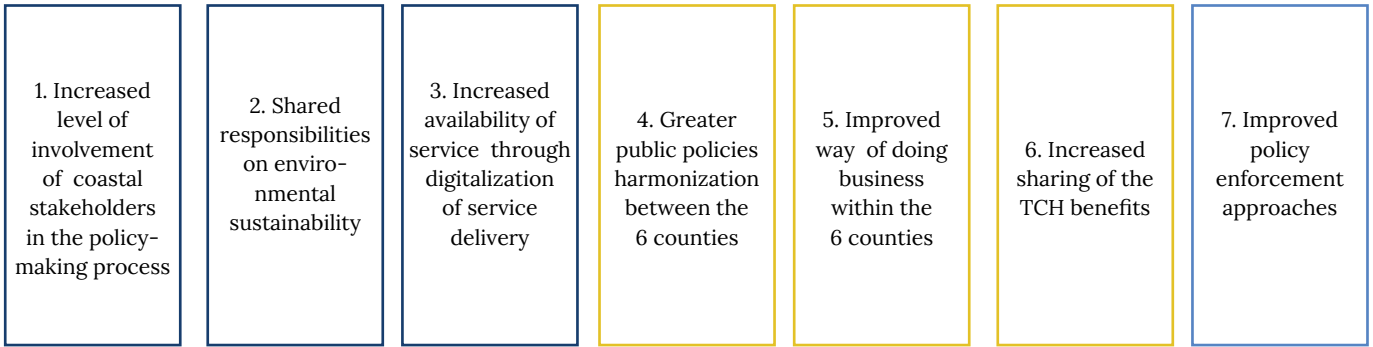 1. Increased
level of
involvement
of coastal
stakeholders
in the policy-
making process
2. Shared
responsibilities
on enviro-
nmental
sustainability
3. Increased
availability of
service through
digitalization
of service
delivery
4. Greater
public policies
harmonization
between the
6 counties
5. Improved
way of doing
business
within the
6 counties
6. Increased
sharing of the
TCH benefits
7. Improved
policy
enforcement
approaches